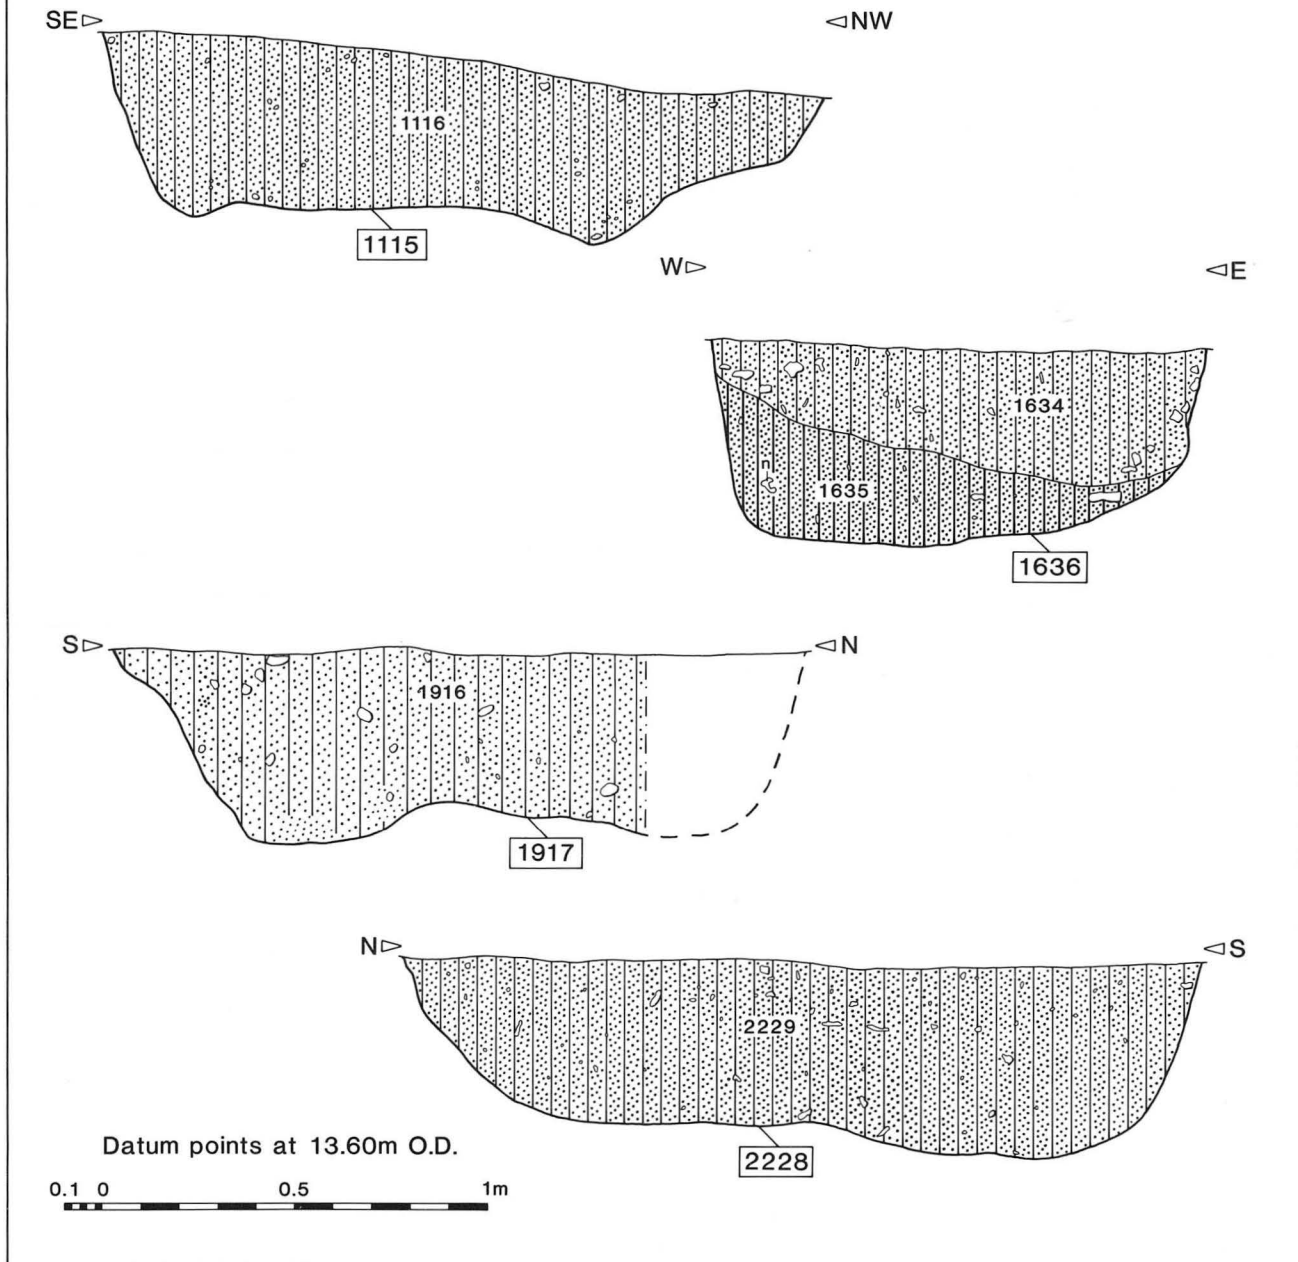 SE NW
1116
1115
W E
1634
n
1635
1636
S N
1916
1917
N S
2229
2228
Datum points at 13.60m O.D.
0.1 0 0.5 1m